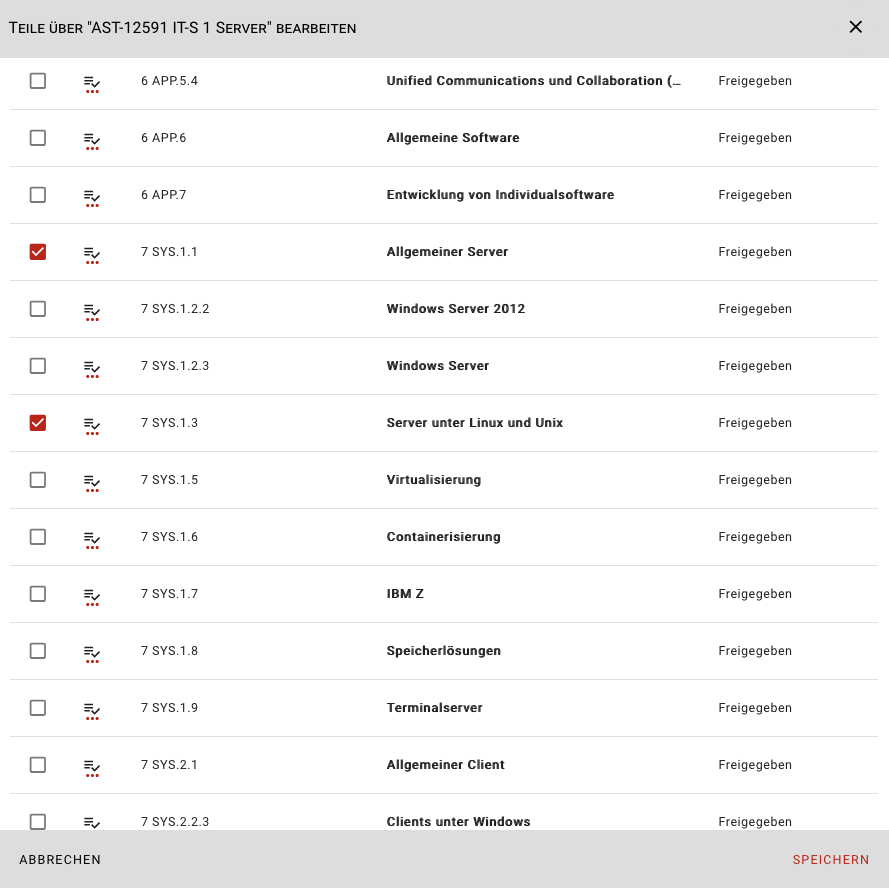 Teile über "AST-12591 IT-S 1 Server" bearbeiten
6 APP.5.4 Unified Communications und Collaboration (… Freigegeben
6 APP.6 Allgemeine Software Freigegeben
6 APP.7 Entwicklung von Individualsoftware Freigegeben
7 SYS.1.1 Allgemeiner Server Freigegeben
7 SYS.1.2.2 Windows Server 2012 Freigegeben
7 SYS.1.2.3 Windows Server Freigegeben
7 SYS.1.3 Server unter Linux und Unix Freigegeben
7 SYS.1.5 Virtualisierung Freigegeben
7 SYS.1.6 Containerisierung Freigegeben
7 SYS.1.7 IBM Z Freigegeben
7 SYS.1.8 Speicherlösungen Freigegeben
7 SYS.1.9 Terminalserver Freigegeben
7 SYS.2.1 Allgemeiner Client Freigegeben
7 SYS.2.2.3 Clients unter Windows Freigegeben
ABBRECHEN SPEICHERN